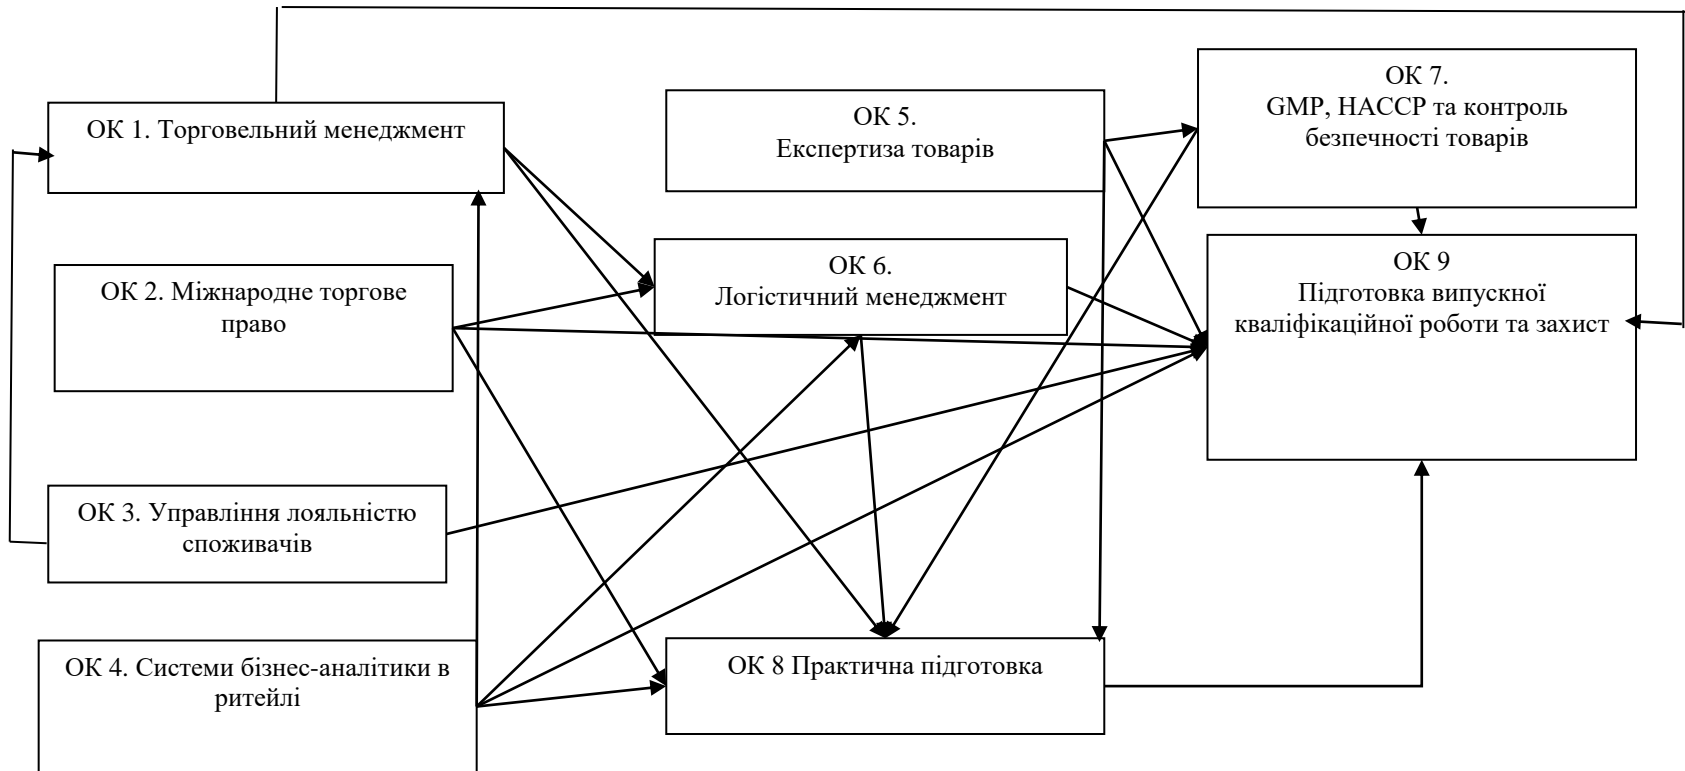 ОК 1. Торговельний менеджмент
ОК 2. Міжнародне торгове
право
ОК 3. Управління лояльністю
споживачів
ОК 4. Системи бізнес-аналітики в
ритейлі
ОК 5.
Експертиза товарів
ОК 6.
Логістичний менеджмент
ОК 8 Практична підготовка
ОК 7.
GMP, HACCP та контроль
безпечності товарів
ОК 9
Підготовка випускної
кваліфікаційної роботи та захист